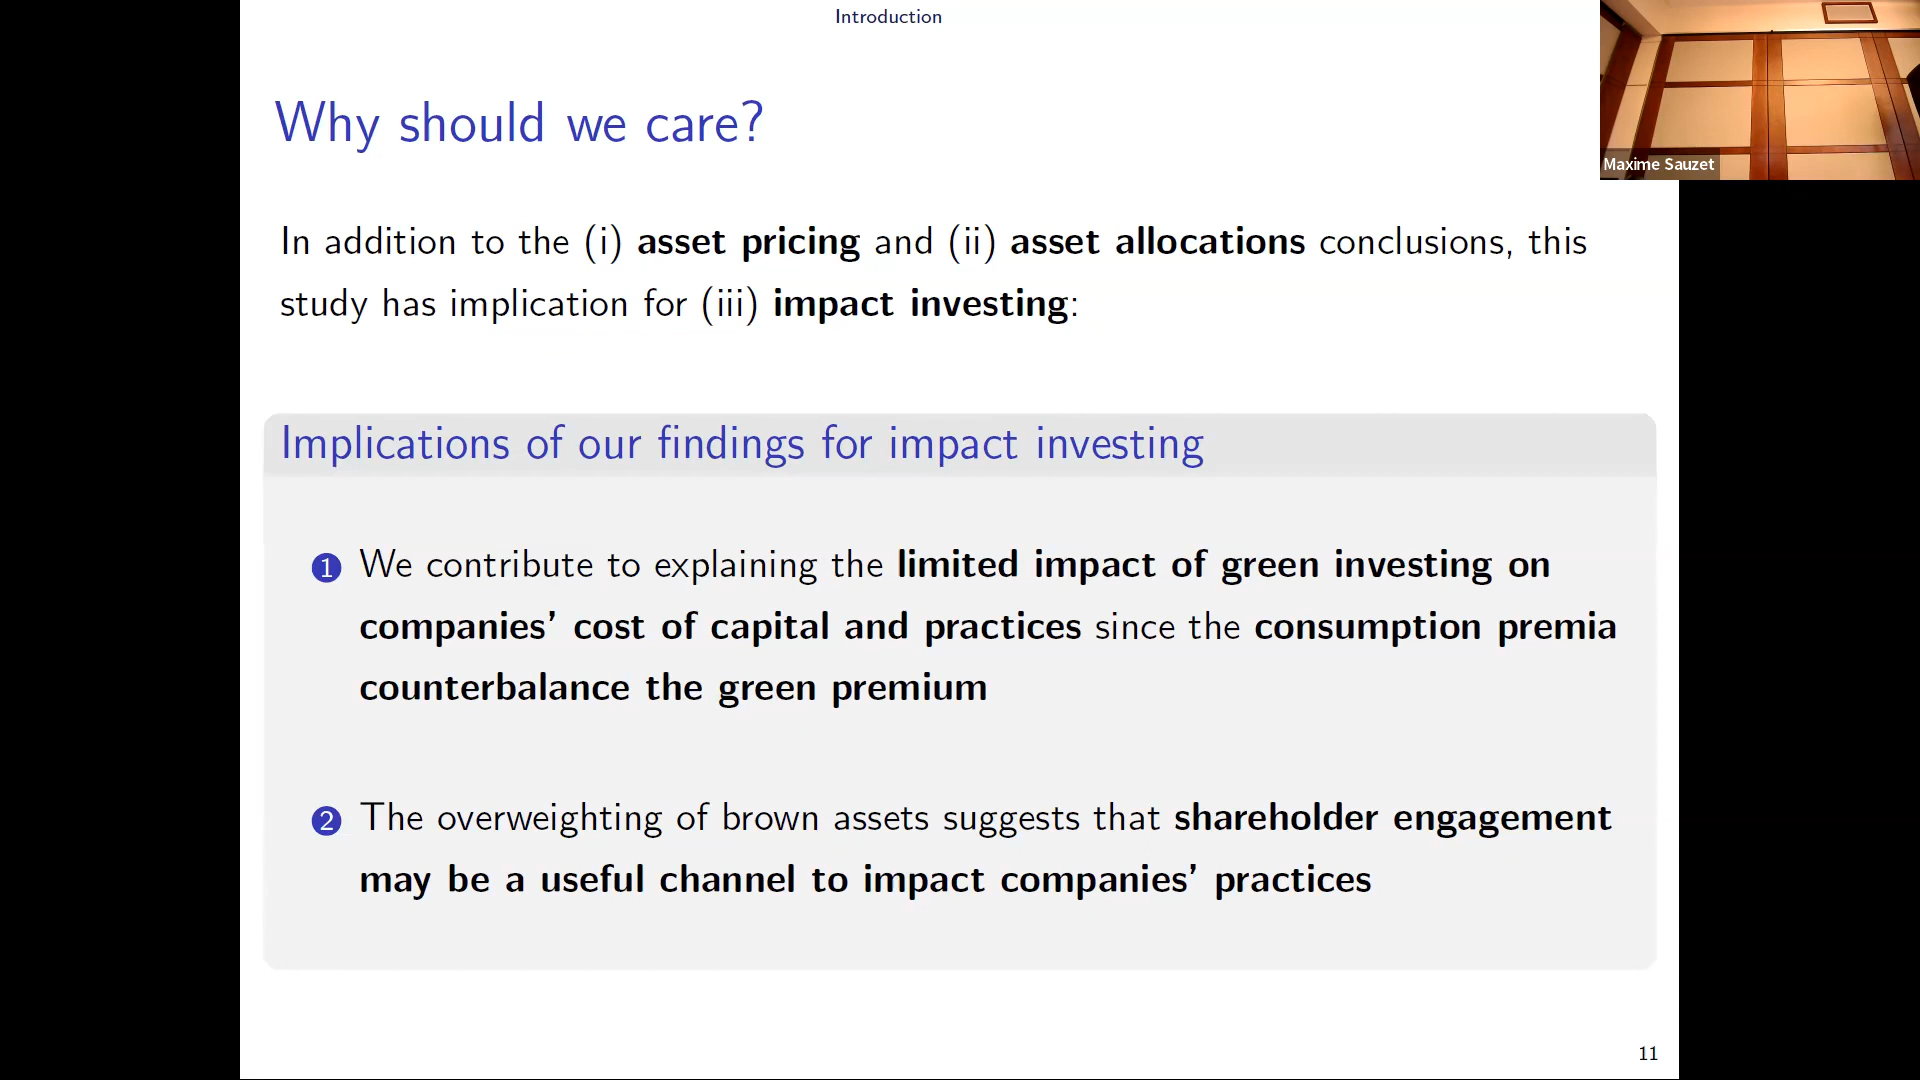 Introduction
Why should we care?
Maxime Sauzet
In addition to the (i) asset pricing and (ii) asset allocations conclusions, this
study has implication for (iii) impact investing:
Implications of our findings for impact investing
1 We contribute to explaining the limited impact of green investing on
companies’ cost of capital and practices since the consumption premia
counterbalance the green premium
2 The overweighting of brown assets suggests that shareholder engagement
may be a useful channel to impact companies’ practices
11